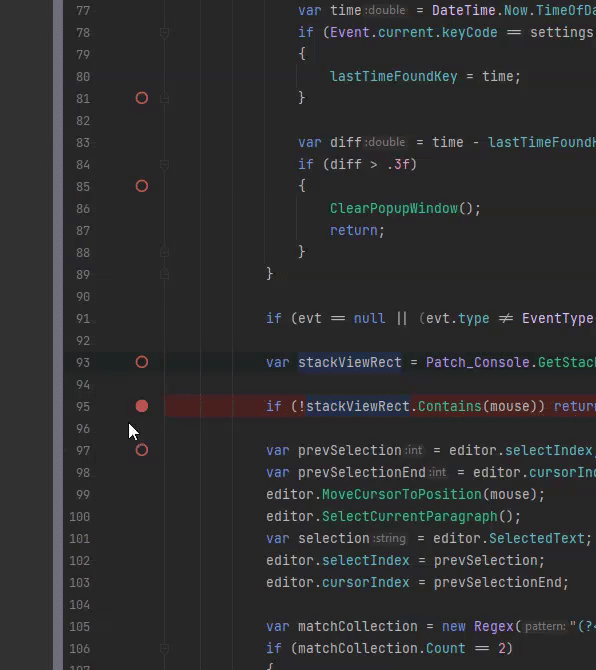 77 var time:double = DateTime.Now.TimeOfDa
78 if (Event.current.keyCode == settings
79 {
80 lastTimeFoundKey = time;
81 }
82
83 var diff:double = time - lastTimeFoundK
84 if (diff > .3f)
85 {
86 ClearPopupWindow();
87 return;
88 }
89 }
90
91 if (evt == null || (evt.type ≠ EventType
92
93 var stackViewRect = Patch_Console.GetStac
94
95 if (!stackViewRect.Contains(mouse)) retur
96
97 var prevSelection:int = editor.selectIndex;
98 var prevSelectionEnd:int = editor.cursorInd
99 editor.MoveCursorToPosition(mouse);
100 editor.SelectCurrentParagraph();
101 var selection:string = editor.SelectedText;
102 editor.selectIndex = prevSelection;
103 editor.cursorIndex = prevSelectionEnd;
104
105 var matchCollection = new Regex(pattern:"(?<
106 if (matchCollection.Count == 2)
107 {